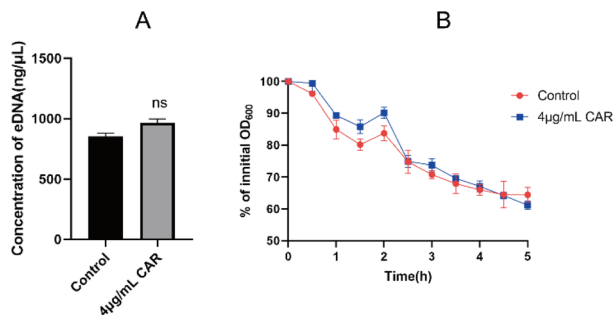 A
Concentration of eDNA(ng/μL)
1500
1000
500
0
ns
Control
4μg/mL CAR
B
% of innitial OD600
100
90
80
70
60
50
0
1
2
3
4
5
Time(h)
Control
4μg/mL CAR